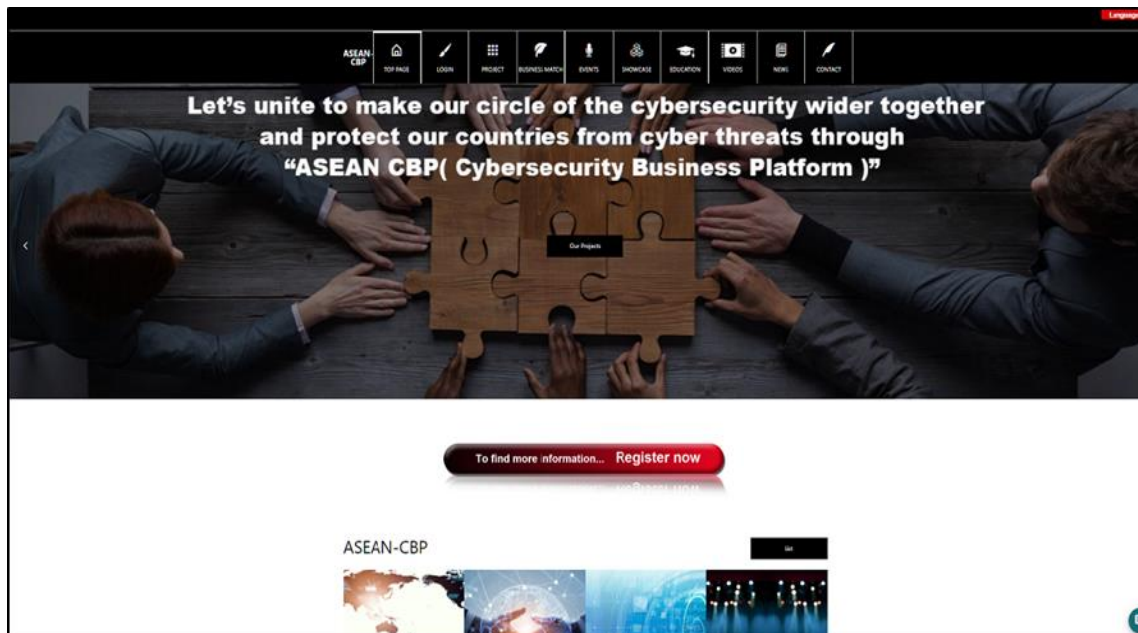 Language
ASEAN-
CBP
TOP PAGE
LOGIN
PROJECT
BUSINESS MATCH
EVENTS
SHOWCASE
EDUCATION
VIDEOS
NEWS
CONTACT
Let’s unite to make our circle of the cybersecurity wider together
and protect our countries from cyber threats through
“ASEAN CBP( Cybersecurity Business Platform )”
Our Projects
To find more information... Register now
ASEAN-CBP
List